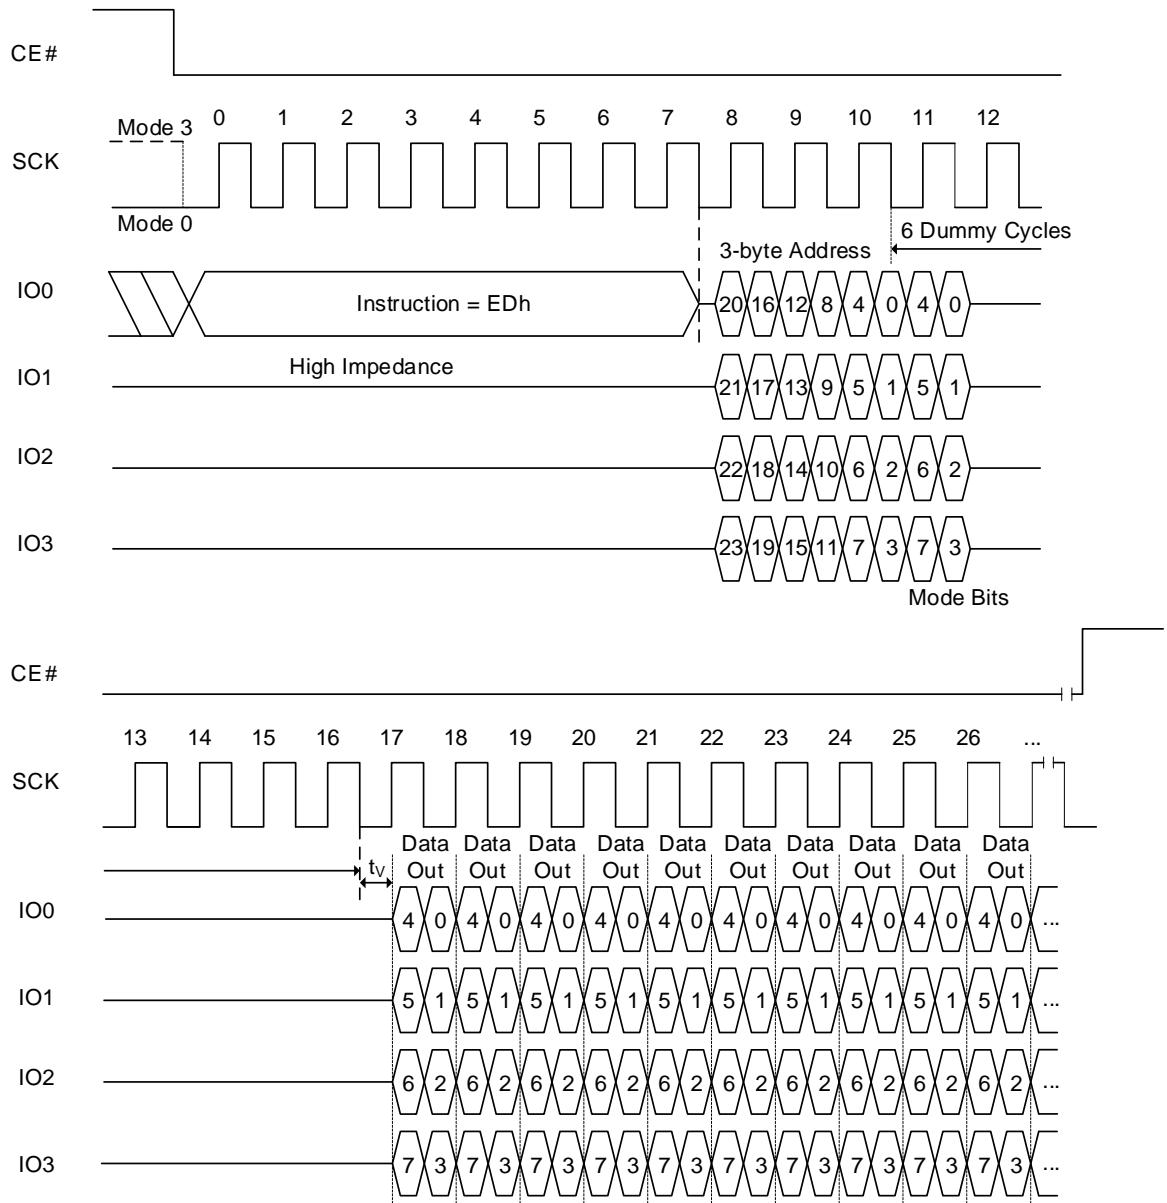 CE#
Mode 3 0 1 2 3 4 5 6 7 8 9 10 11 12
SCK
Mode 0
6 Dummy Cycles
3-byte Address
IO0 Instruction = EDh 20 16 12 8 4 0 4 0
High Impedance
IO1 21 17 13 9 5 1 5 1
IO2 22 18 14 10 6 2 6 2
IO3 23 19 15 11 7 3 7 3
Mode Bits
CE#
13 14 15 16 17 18 19 20 21 22 23 24 25 26 ...
SCK
Data Data Data Data Data Data Data Data Data Data
tV Out Out Out Out Out Out Out Out Out Out
IO0 4 0 4 0 4 0 4 0 4 0 4 0 4 0 4 0 4 0 4 0 ...
IO1 5 1 5 1 5 1 5 1 5 1 5 1 5 1 5 1 5 1 5 1 ...
IO2 6 2 6 2 6 2 6 2 6 2 6 2 6 2 6 2 6 2 6 2 ...
IO3 7 3 7 3 7 3 7 3 7 3 7 3 7 3 7 3 7 3 7 3 ...